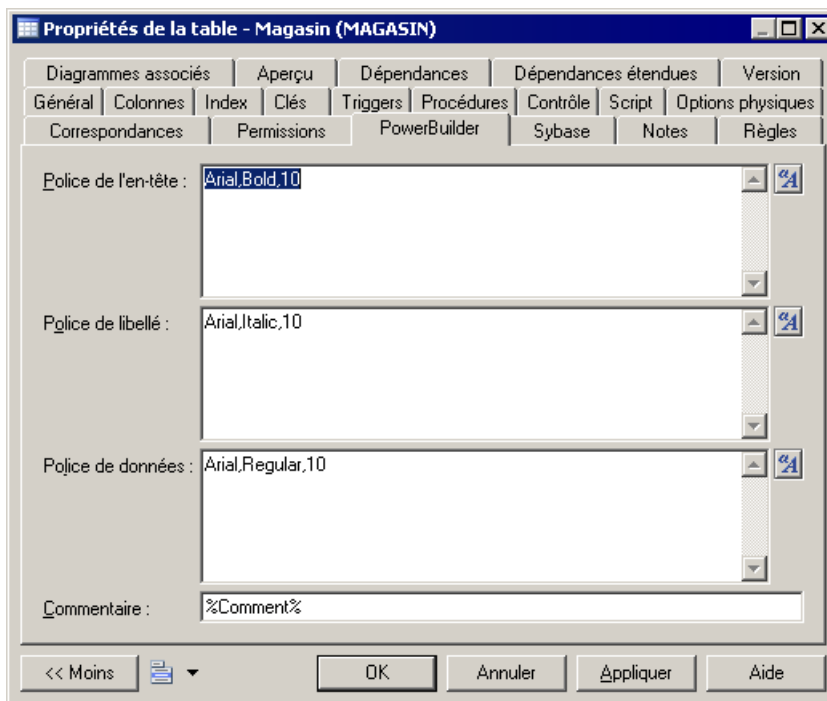 Propriétés de la table - Magasin (MAGASIN)
Diagrammes associés Aperçu Dépendances Dépendances étendues Version
Général Colonnes Index Clés Triggers Procédures Contrôle Script Options physiques
Correspondances Permissions PowerBuilder Sybase Notes Règles
Police de l'en-tête : Arial,Bold,10
Police de libellé : Arial,Italic,10
Police de données : Arial,Regular,10
Commentaire : %Comment%
<< Moins OK Annuler Appliquer Aide